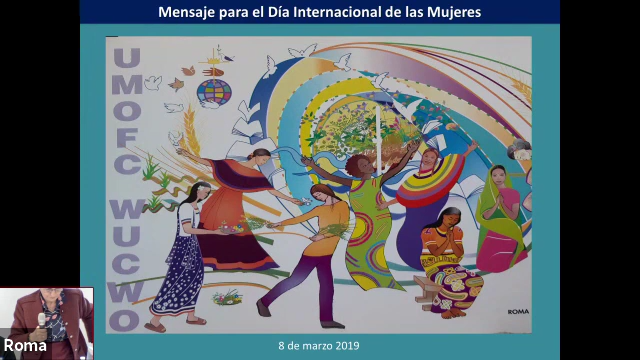 Mensaje para el Día Internacional de las Mujeres
UMOFC
WUCWO
ROMA
8 de marzo 2019
Roma